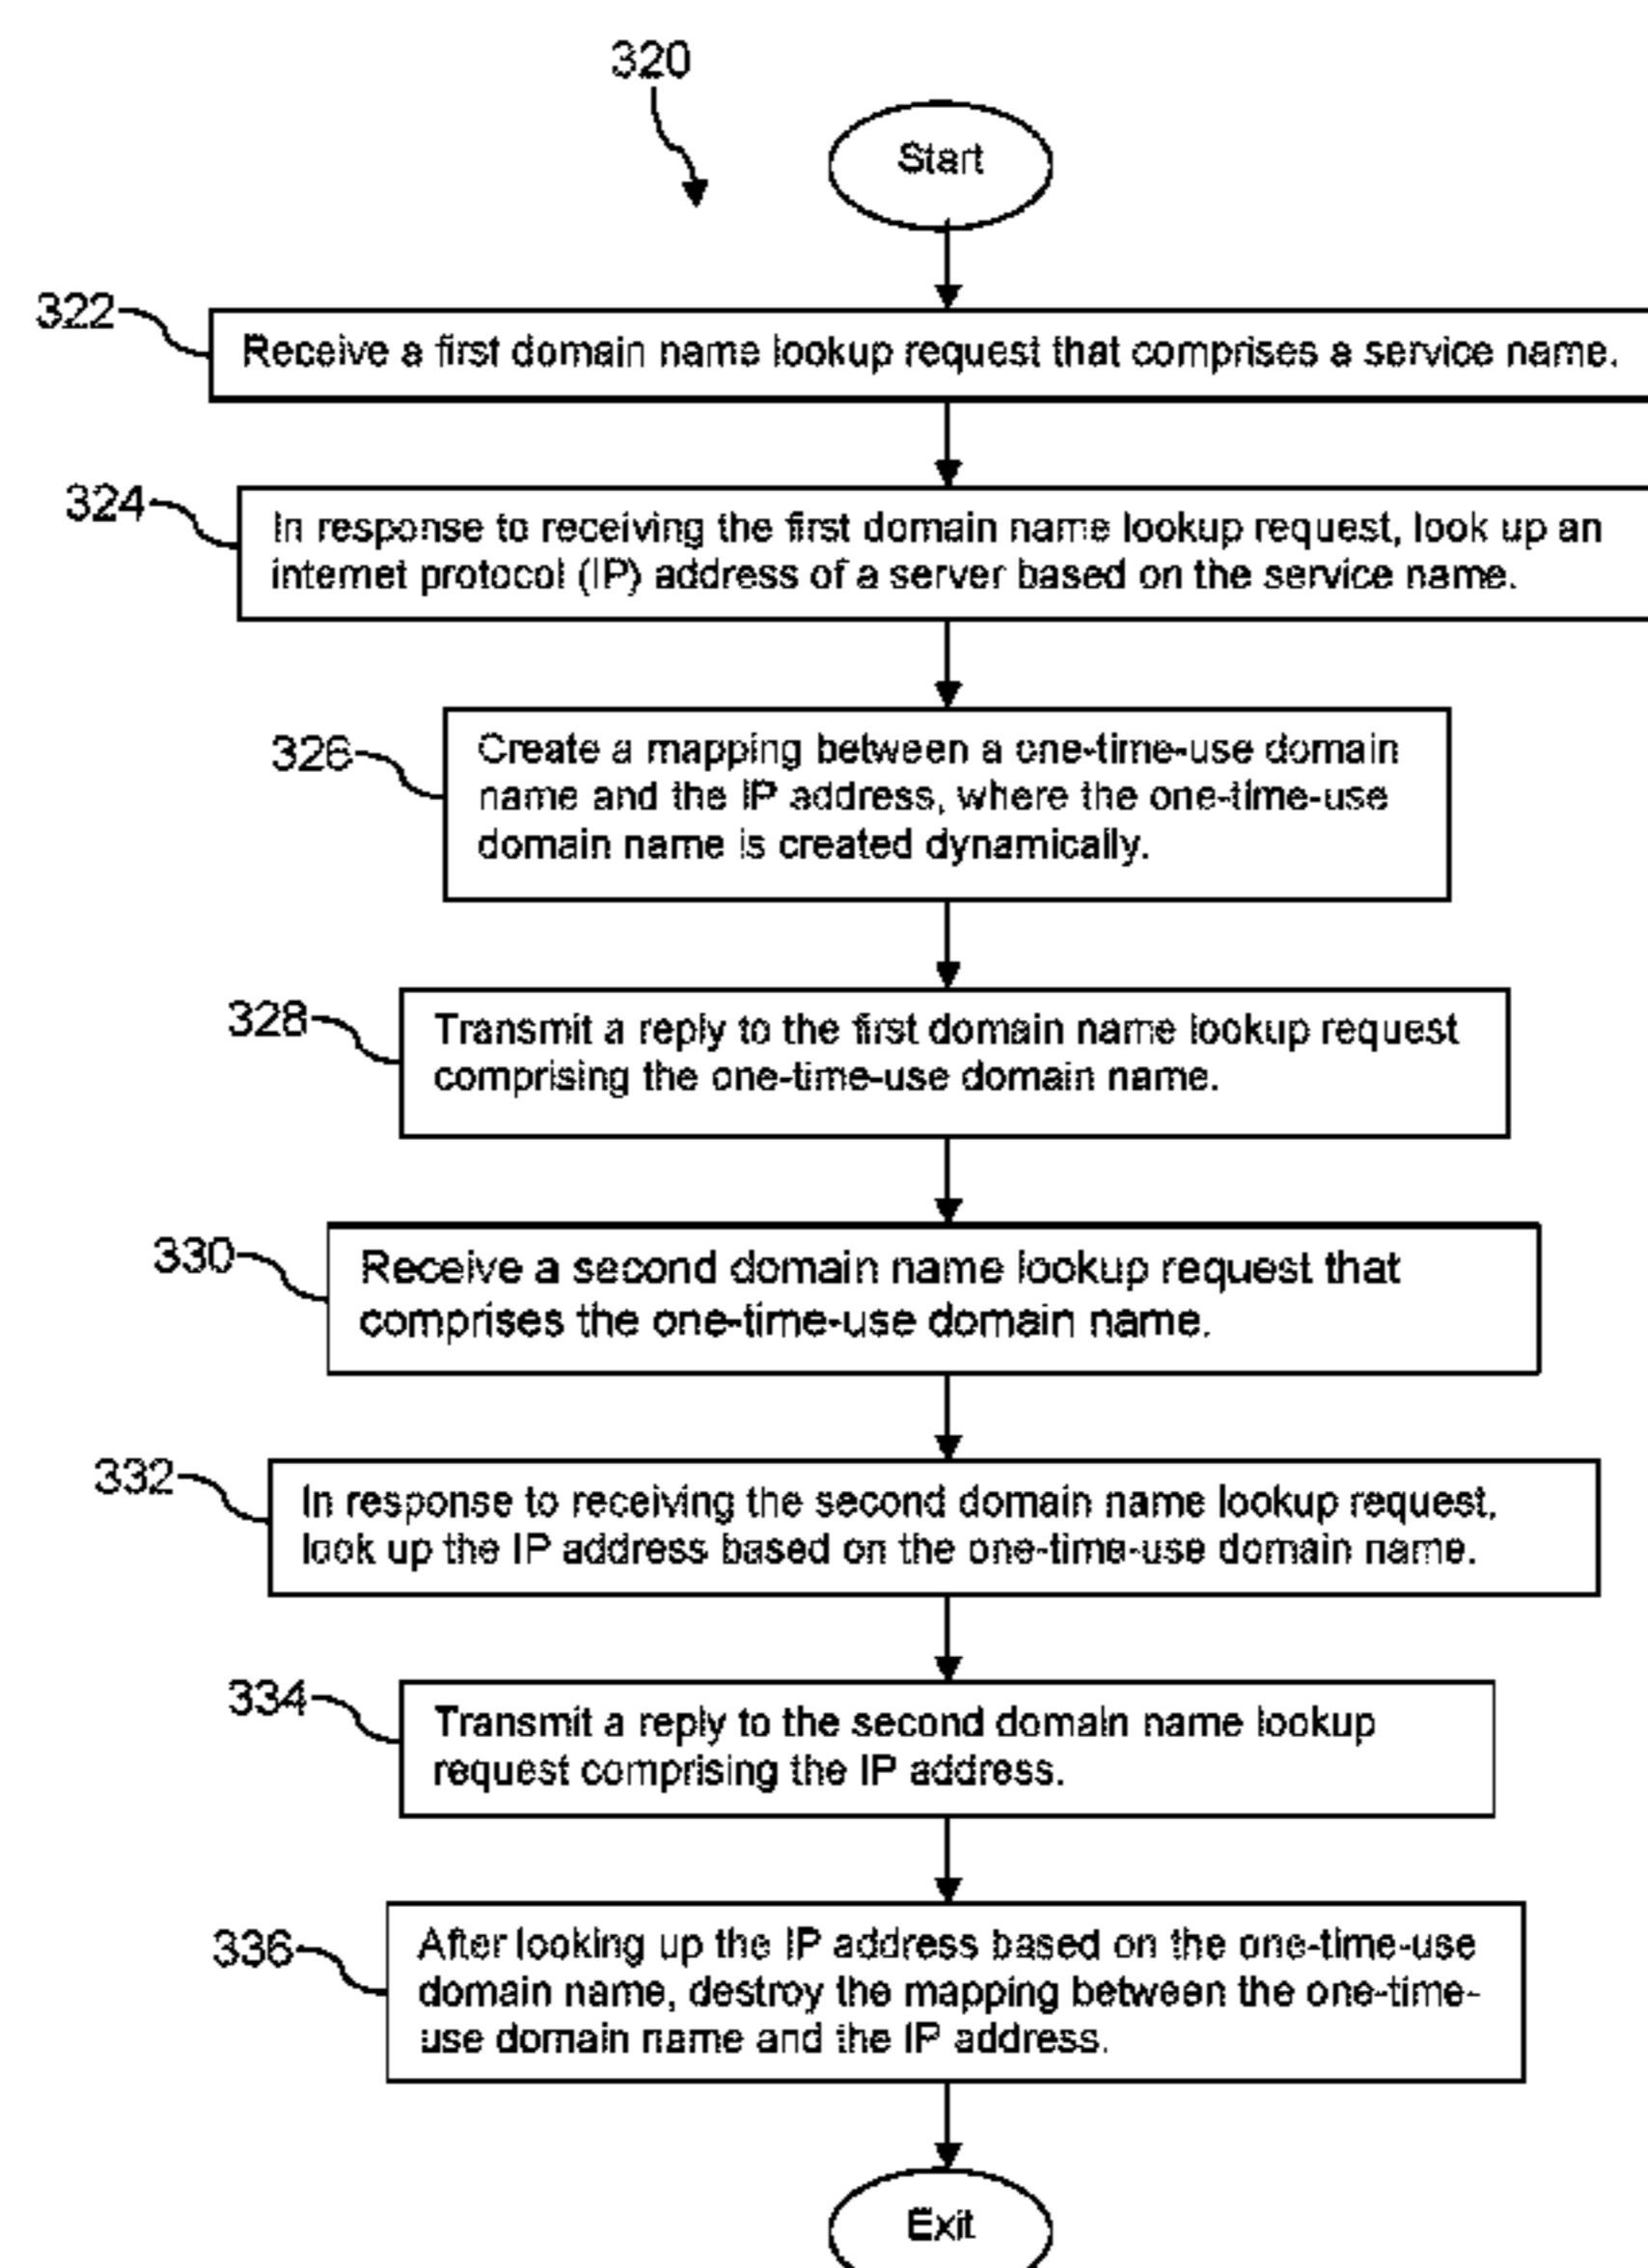 320
Start
322
Receive a first domain name lookup request that comprises a service name.
324
In response to receiving the first domain name lookup request, look up an
internet protocol (IP) address of a server based on the service name.
326
Create a mapping between a one-time-use domain
name and the IP address, where the one-time-use
domain name is created dynamically.
328
Transmit a reply to the first domain name lookup request
comprising the one-time-use domain name.
330
Receive a second domain name lookup request that
comprises the one-time-use domain name.
332
In response to receiving the second domain name lookup request,
look up the IP address based on the one-time-use domain name.
334
Transmit a reply to the second domain name lookup
request comprising the IP address.
336
After looking up the IP address based on the one-time-use
domain name, destroy the mapping between the one-time-
use domain name and the IP address.
Exit